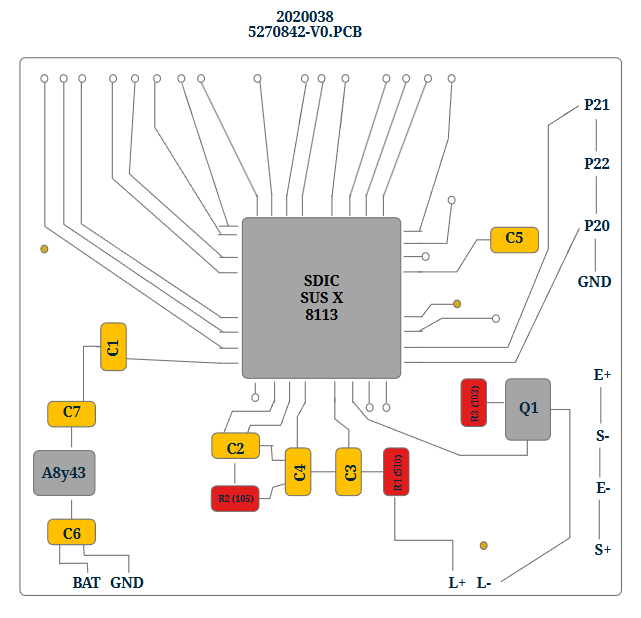 2020038
5270842-V0.PCB
P21
P22
P20
GND
C5
SDIC
SUS X
8113
C1
C7
A8y43
C6
BAT GND
C2
R2 (105)
C4
C3
R1 (510)
R3 (103)
Q1
E+
S-
E-
S+
L+ L-